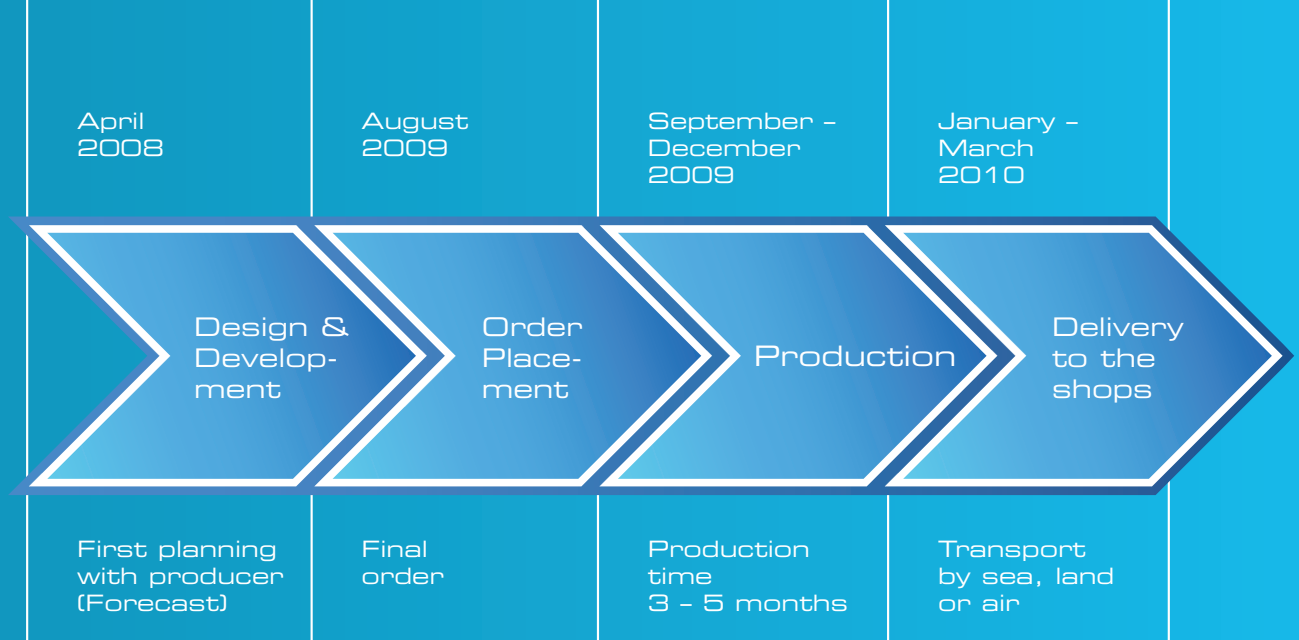 April
2008
August
2009
September –
December
2009
January –
March
2010
Design &
Develop-
ment
Order
Place-
ment
Production
Delivery
to the
shops
First planning
with producer
(Forecast)
Final
order
Production
time
3 – 5 months
Transport
by sea, land
or air